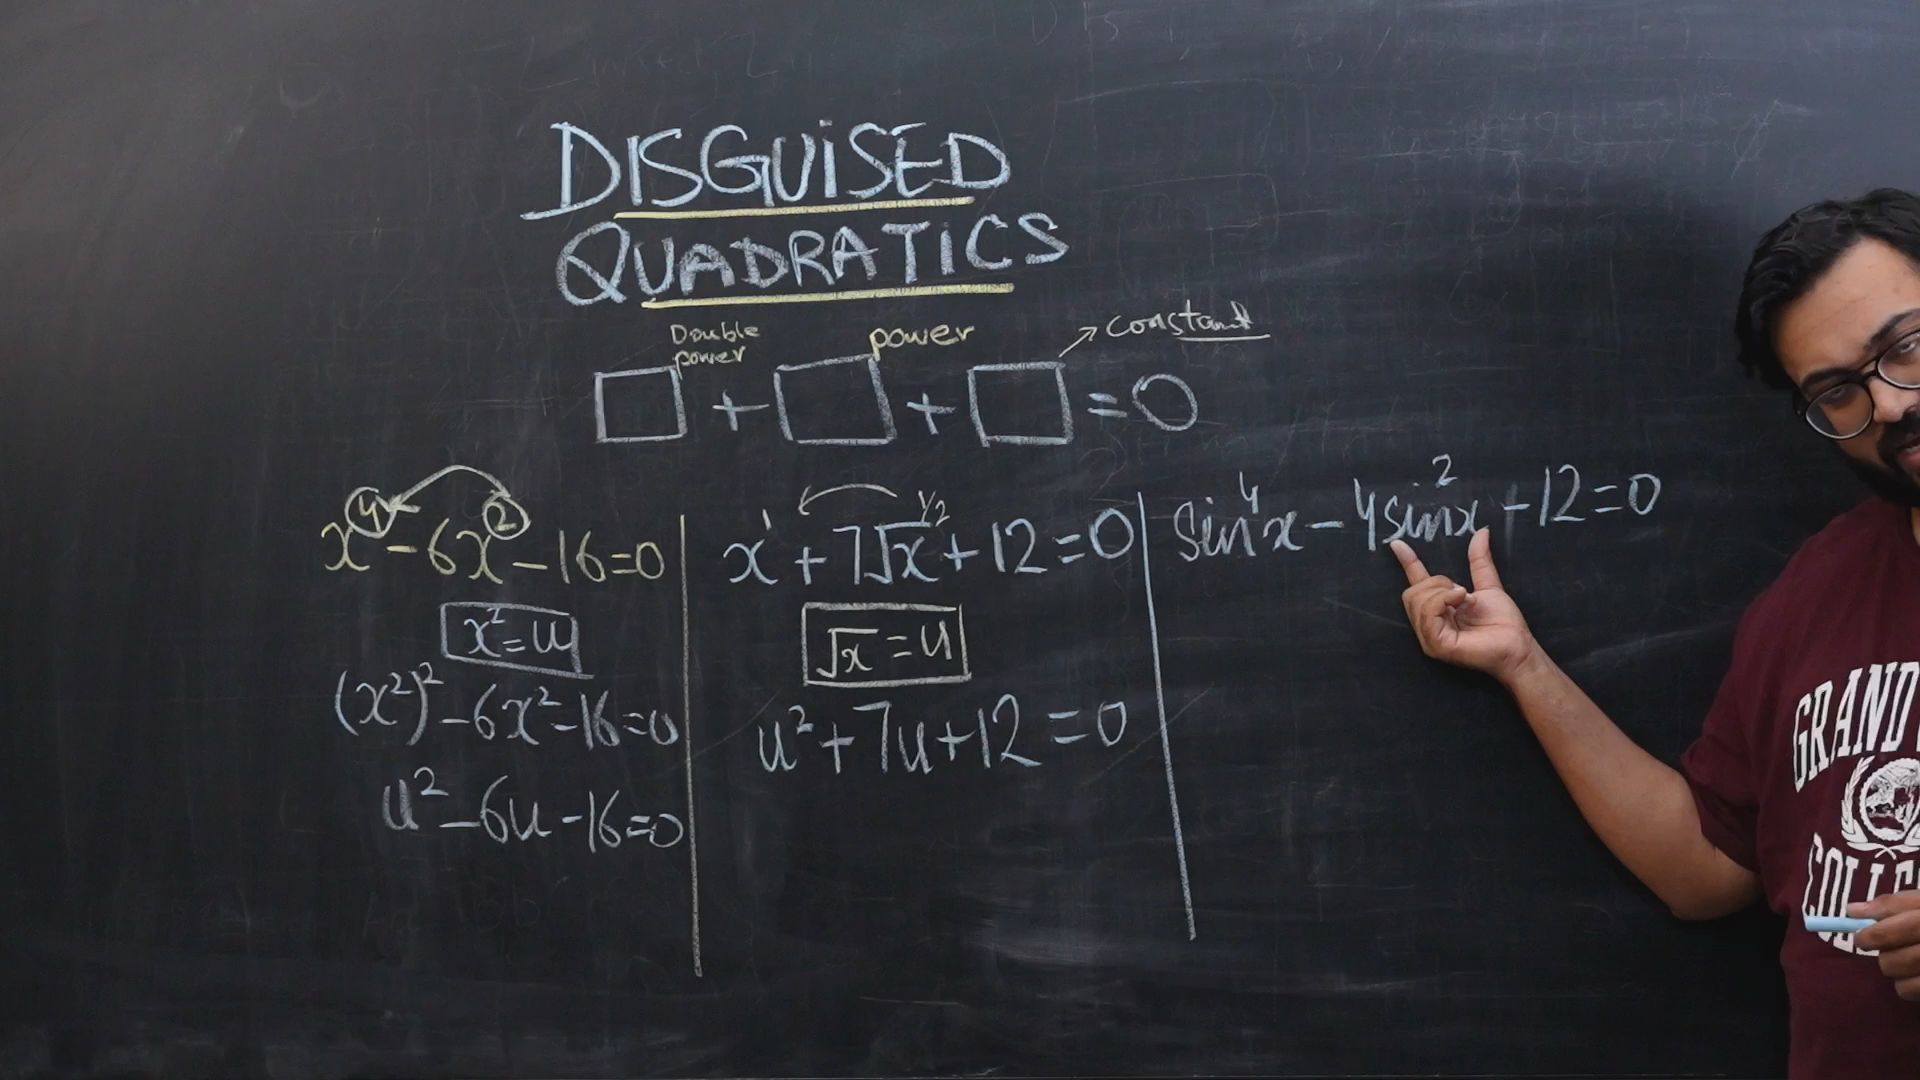 DISGUISED
QUADRATICS
Double power
power
→ constant
□ + □ + □ = 0
x⁴ - 6x² - 16 = 0
x² = u
(x²)² - 6x² - 16 = 0
u² - 6u - 16 = 0
x¹ + 7√x + 12 = 0
1/2
√x = u
u² + 7u + 12 = 0
sin⁴x - 4sin²x + 12 = 0
GRAND